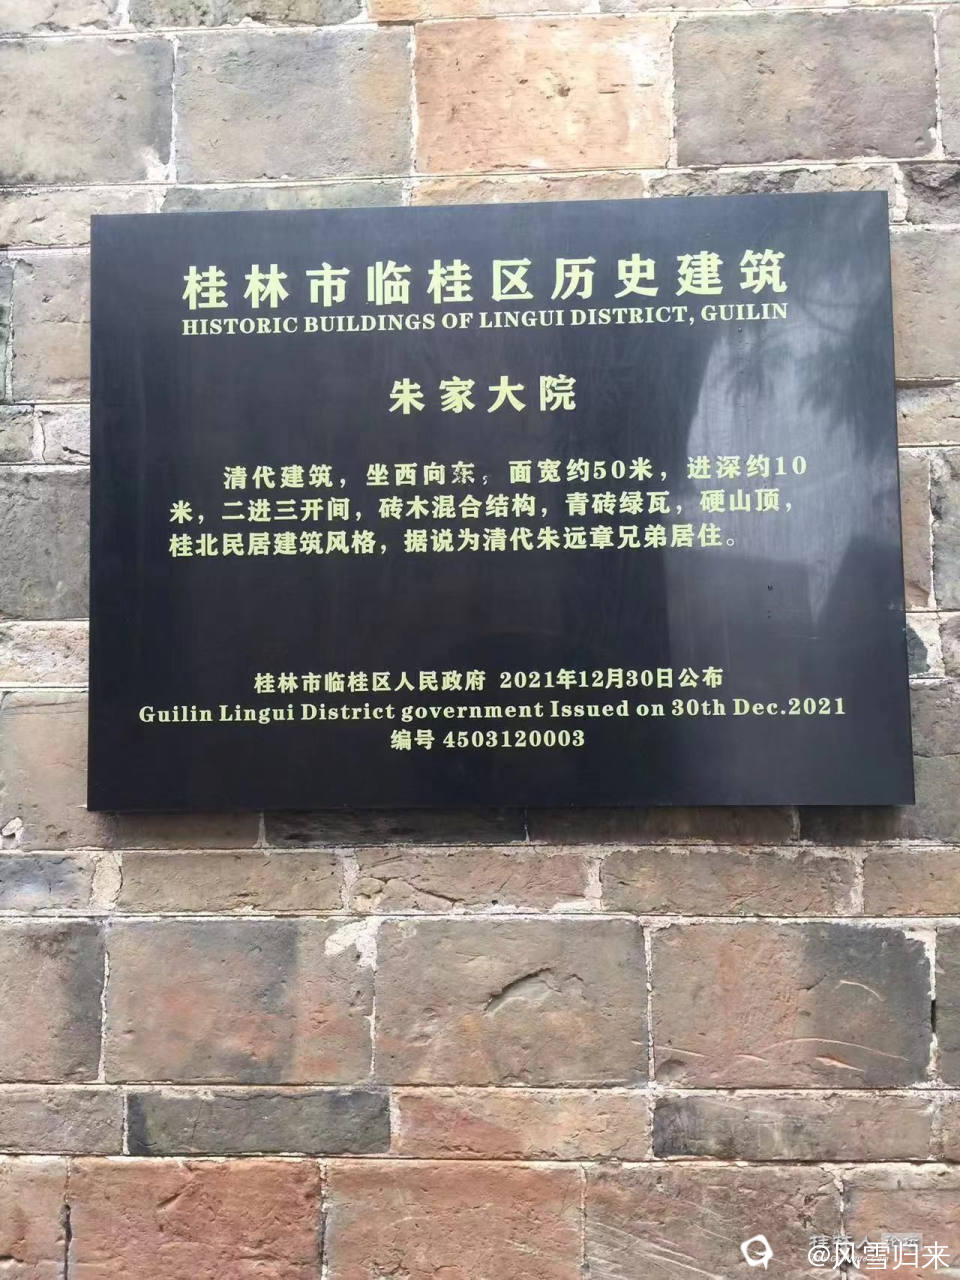 桂林市临桂区历史建筑
HISTORIC BUILDINGS OF LINGUI DISTRICT, GUILIN
朱家大院
清代建筑，坐西向东，面宽约50米，进深约10
米，二进三开间，砖木混合结构，青砖绿瓦，硬山顶，
桂北民居建筑风格，据说为清代朱远章兄弟居住。
桂林市临桂区人民政府 2021年12月30日公布
Guilin Lingui District government Issued on 30th Dec.2021
编号 4503120003
@风雪归来